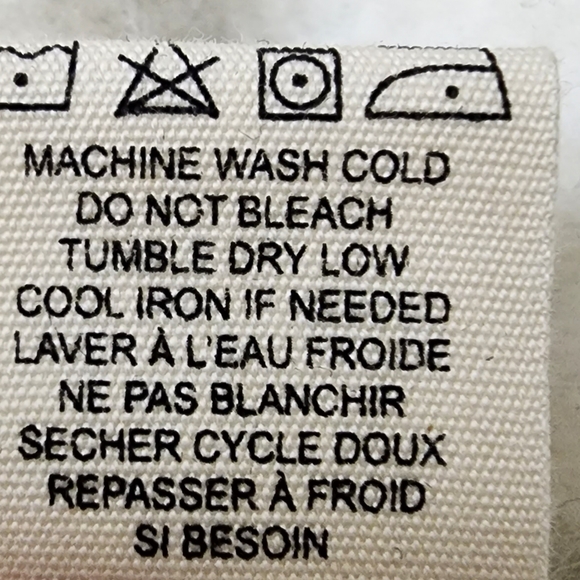 MACHINE WASH COLD
DO NOT BLEACH
TUMBLE DRY LOW
COOL IRON IF NEEDED
LAVER À L'EAU FROIDE
NE PAS BLANCHIR
SECHER CYCLE DOUX
REPASSER À FROID
SI BESOIN